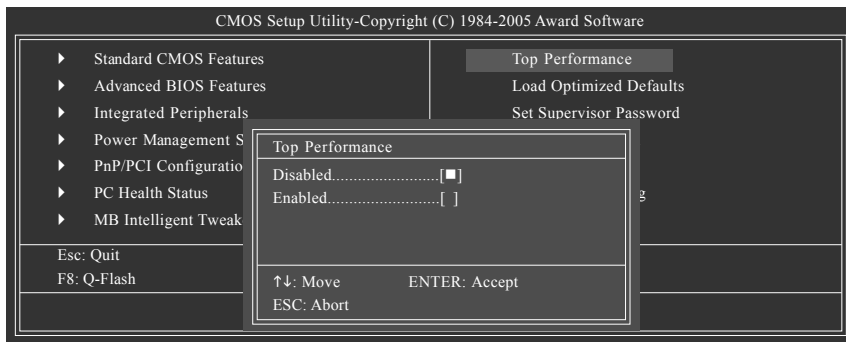 CMOS Setup Utility-Copyright (C) 1984-2005 Award Software
Standard CMOS Features
Advanced BIOS Features
Integrated Peripherals
Power Management S
PnP/PCI Configuratio
PC Health Status
MB Intelligent Tweak
Top Performance
Load Optimized Defaults
Set Supervisor Password
g
Top Performance
Disabled........................[■]
Enabled.........................[ ]
↑↓: Move ENTER: Accept
ESC: Abort
Esc: Quit
F8: Q-Flash